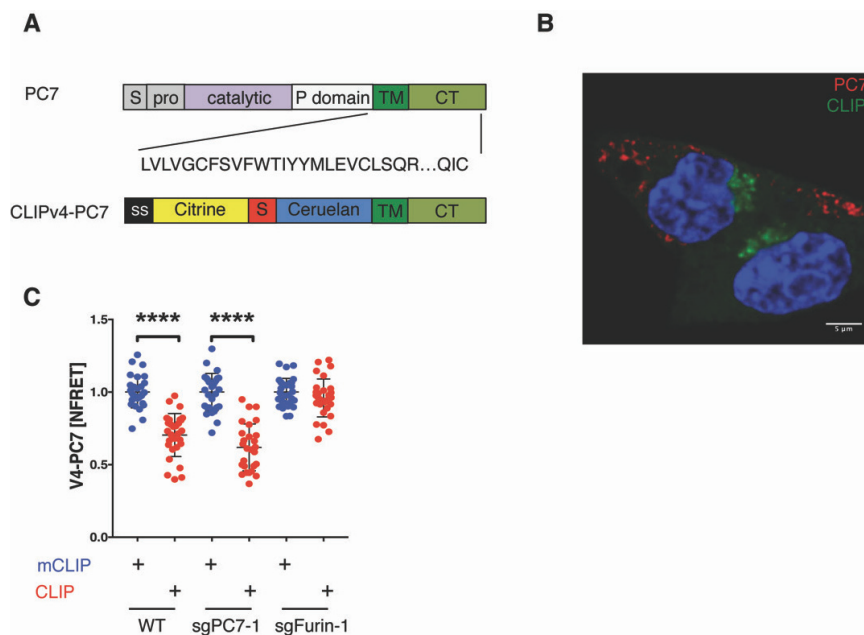 A
PC7
S pro catalytic P domain TM CT
LVLVGCFSVFWTIYYMLEVCLSQR...QIC
CLIPv4-PC7
ss Citrine S Ceruelan TM CT
B
PC7
CLIP
5 µm
C
V4-PC7 [NFRET]
1.5
1.0
0.5
0.0
**** ****
mCLIP + + +
CLIP + + +
WT sgPC7-1 sgFurin-1